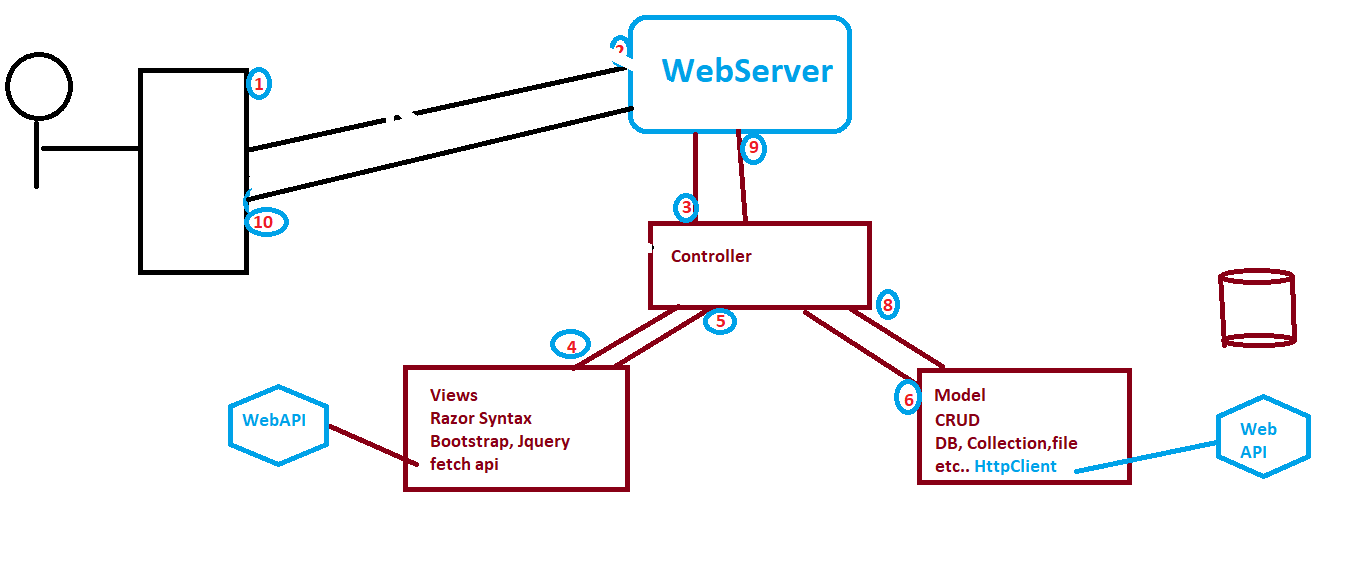 1
2
WebServer
9
3
10
Controller
8
5
4
Views
Razor Syntax
Bootstrap, Jquery
fetch api
WebAPI
6
Model
CRUD
DB, Collection,file
etc.. HttpClient
Web
API